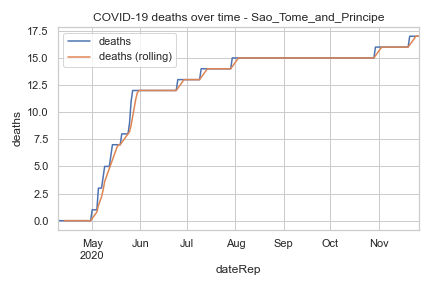 COVID-19 deaths over time - Sao_Tome_and_Principe
deaths
deaths (rolling)
17.5
15.0
12.5
10.0
7.5
5.0
2.5
0.0
deaths
May Jun Jul Aug Sep Oct Nov
2020
dateRep